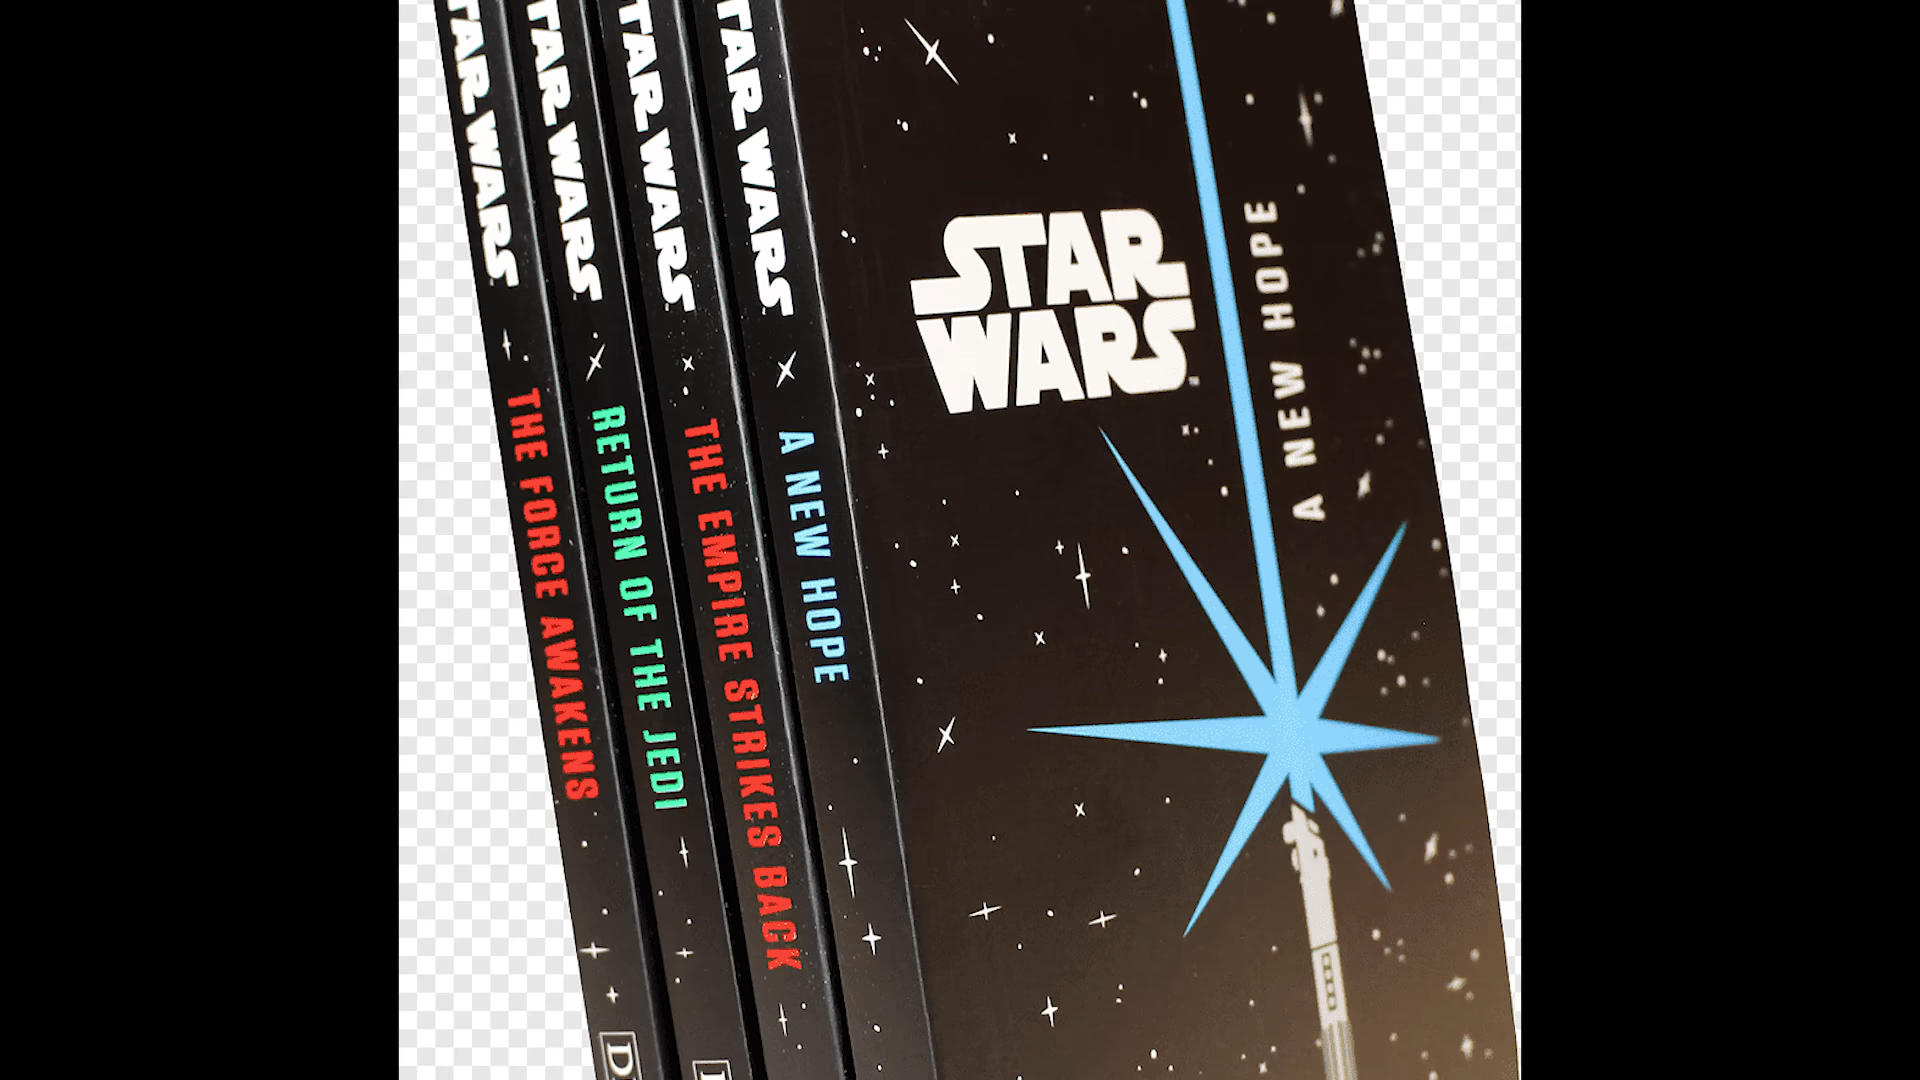 STAR WARS
THE FORCE AWAKENS
STAR WARS
RETURN OF THE JEDI
STAR WARS
THE EMPIRE STRIKES BACK
STAR WARS
A NEW HOPE
STAR
WARS
A NEW HOPE